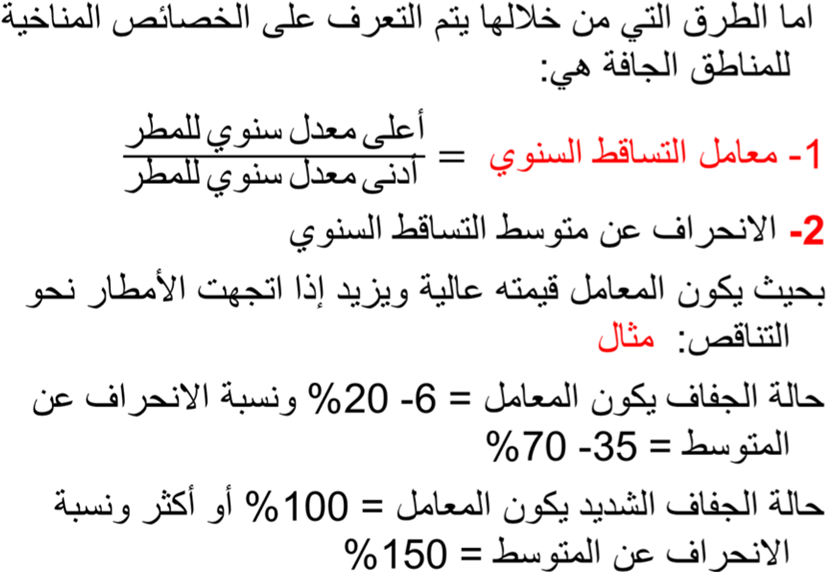 اما الطرق التي من خلالها يتم التعرف على الخصائص المناخية
للمناطق الجافة هي:
1- معامل التساقط السنوي = أعلى معدل سنوي للمطر
أدنى معدل سنوي للمطر
2- الانحراف عن متوسط التساقط السنوي
بحيث يكون المعامل قيمته عالية ويزيد إذا اتجهت الأمطار نحو
التناقص: مثال
حالة الجفاف يكون المعامل = 6- 20% ونسبة الانحراف عن
المتوسط = 35- 70%
حالة الجفاف الشديد يكون المعامل = 100% أو أكثر ونسبة
الانحراف عن المتوسط = 150%